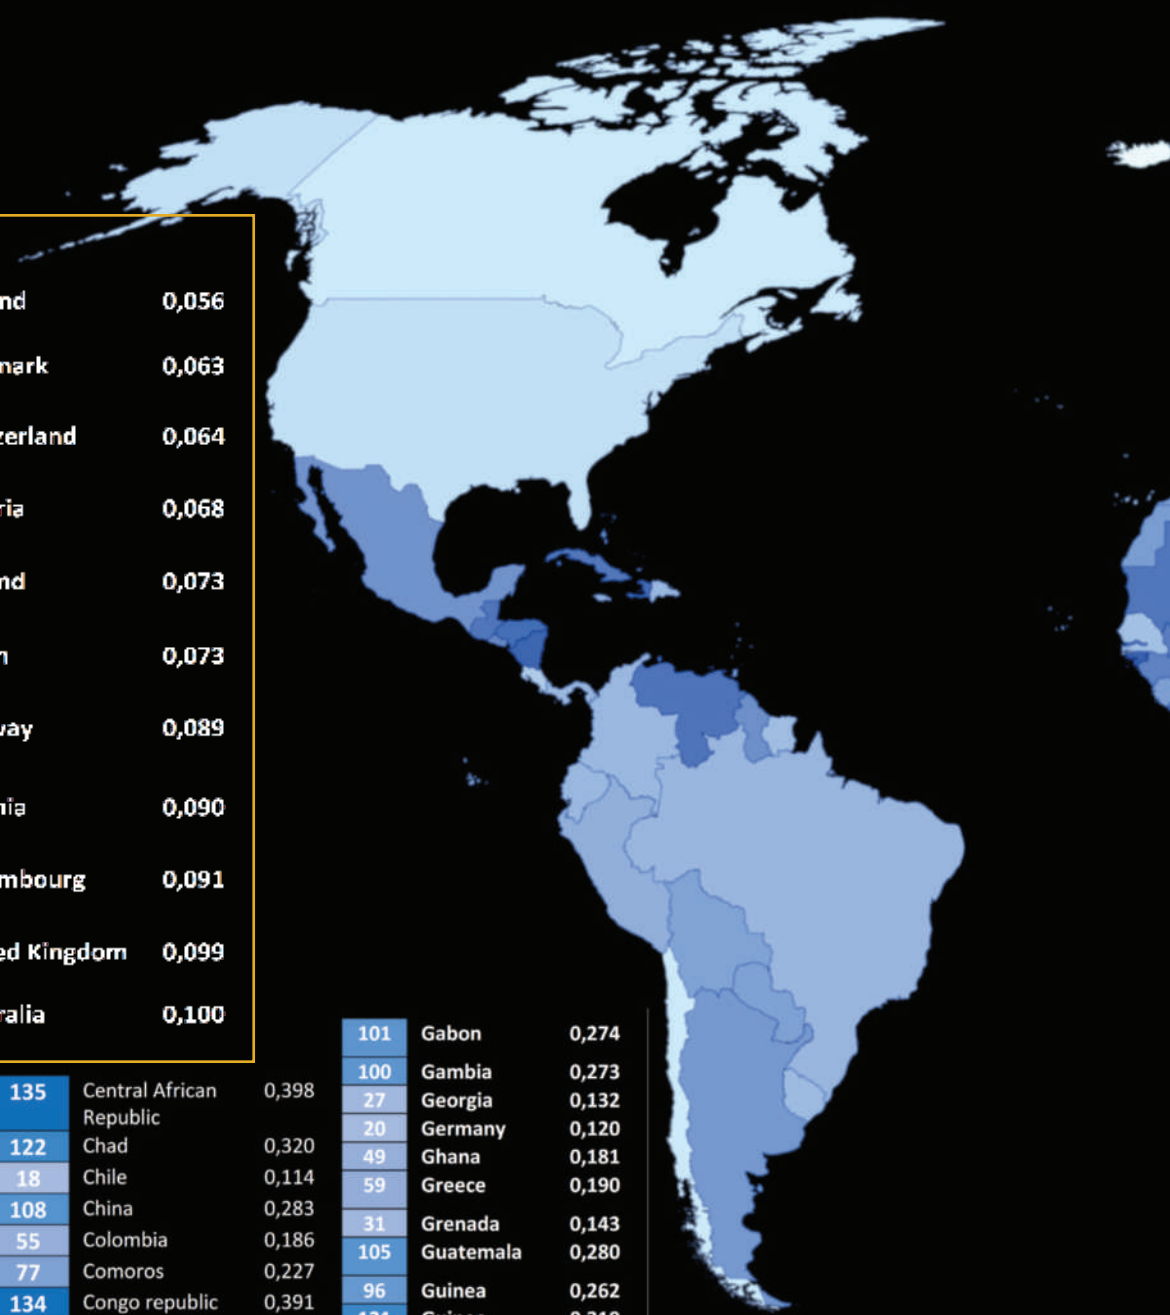 nd 0,056
mark 0,063
zerland 0,064
ria 0,068
nd 0,073
n 0,073
way 0,089
nia 0,090
mbourg 0,091
ed Kingdom 0,099
ralia 0,100
135 Central African 0,398
Republic
122 Chad 0,320
18 Chile 0,114
108 China 0,283
55 Colombia 0,186
77 Comoros 0,227
134 Congo republic 0,391
101 Gabon 0,274
100 Gambia 0,273
27 Georgia 0,132
20 Germany 0,120
49 Ghana 0,181
59 Greece 0,190
31 Grenada 0,143
105 Guatemala 0,280
96 Guinea 0,262